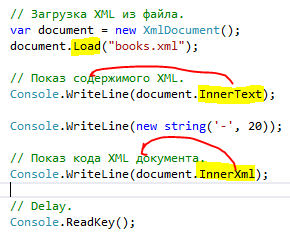 // Загрузка XML из файла.
var document = new XmlDocument();
document.Load("books.xml");
// Показ содержимого XML.
Console.WriteLine(document.InnerText);
Console.WriteLine(new string('-', 20));
// Показ кода XML документа.
Console.WriteLine(document.InnerXml);
// Delay.
Console.ReadKey();